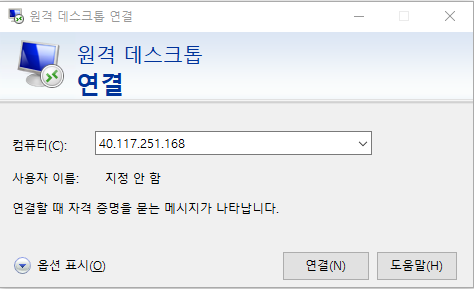 원격 데스크톱 연결
원격 데스크톱
연결
컴퓨터(C): 40.117.251.168
사용자 이름: 지정 안 함
연결할 때 자격 증명을 묻는 메시지가 나타납니다.
옵션 표시(O) 연결(N) 도움말(H)